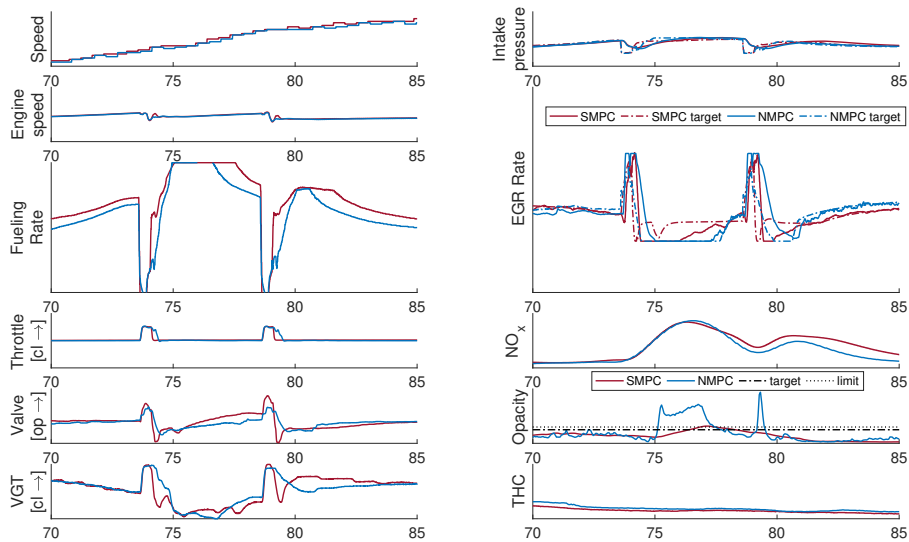 Speed
70 75 80 85
Engine
speed
70 75 80 85
Fueling
Rate
70 75 80 85
Throttle
[cl →]
70 75 80 85
Valve
[op →]
70 75 80 85
VGT
[cl →]
70 75 80 85
Intake
pressure
70 75 80 85
SMPC SMPC target NMPC NMPC target
EGR Rate
70 75 80 85
NOx
70 75 80 85
SMPC NMPC target limit
Opacity
70 75 80 85
THC
70 75 80 85